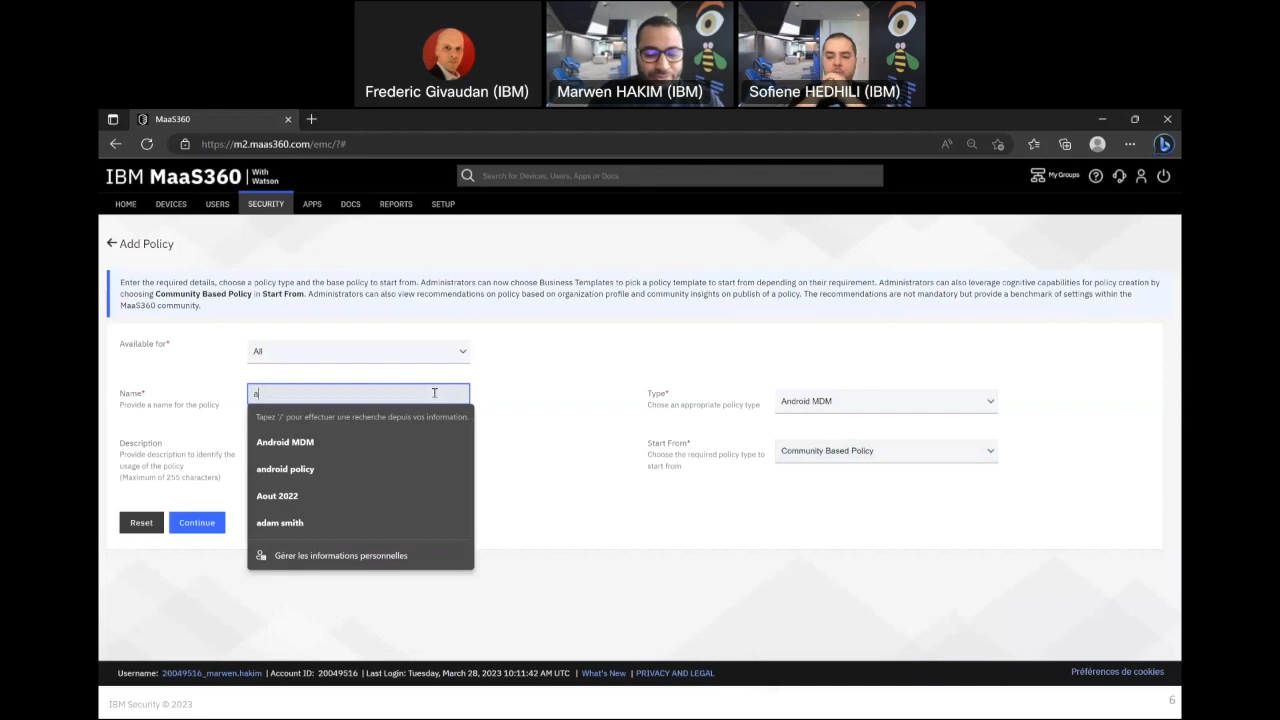 Frederic Givaudan (IBM)
Marwen HAKIM (IBM)
Sofiene HEDHILI (IBM)
MaaS360
https://m2.maas360.com/emc/?#
IBM MaaS360 | With Watson
Search for Devices, Users, Apps or Docs
My Groups
HOME DEVICES USERS SECURITY APPS DOCS REPORTS SETUP
Add Policy
Enter the required details, choose a policy type and the base policy to start from. Administrators can now choose Business Templates to pick a policy template to start from depending on their requirement. Administrators can also leverage cognitive capabilities for policy creation by
choosing Community Based Policy in Start From. Administrators can also view recommendations on policy based on organization profile and community insights on publish of a policy. The recommendations are not mandatory but provide a benchmark of settings within the
MaaS360 community.
Available for*
All
Name*
Provide a name for the policy
a
Type*
Chose an appropriate policy type
Android MDM
Tapez '/' pour effectuer une recherche depuis vos information.
Android MDM
android policy
Aout 2022
adam smith
Gérer les informations personnelles
Description
Provide description to identify the
usage of the policy
(Maximum of 255 characters)
Start From*
Choose the required policy type to
start from
Community Based Policy
Reset
Continue
Username: 20049516_marwen.hakim | Account ID: 20049516 | Last Login: Tuesday, March 28, 2023 10:11:42 AM UTC | What's New | PRIVACY AND LEGAL
Préférences de cookies
IBM Security © 2023
6